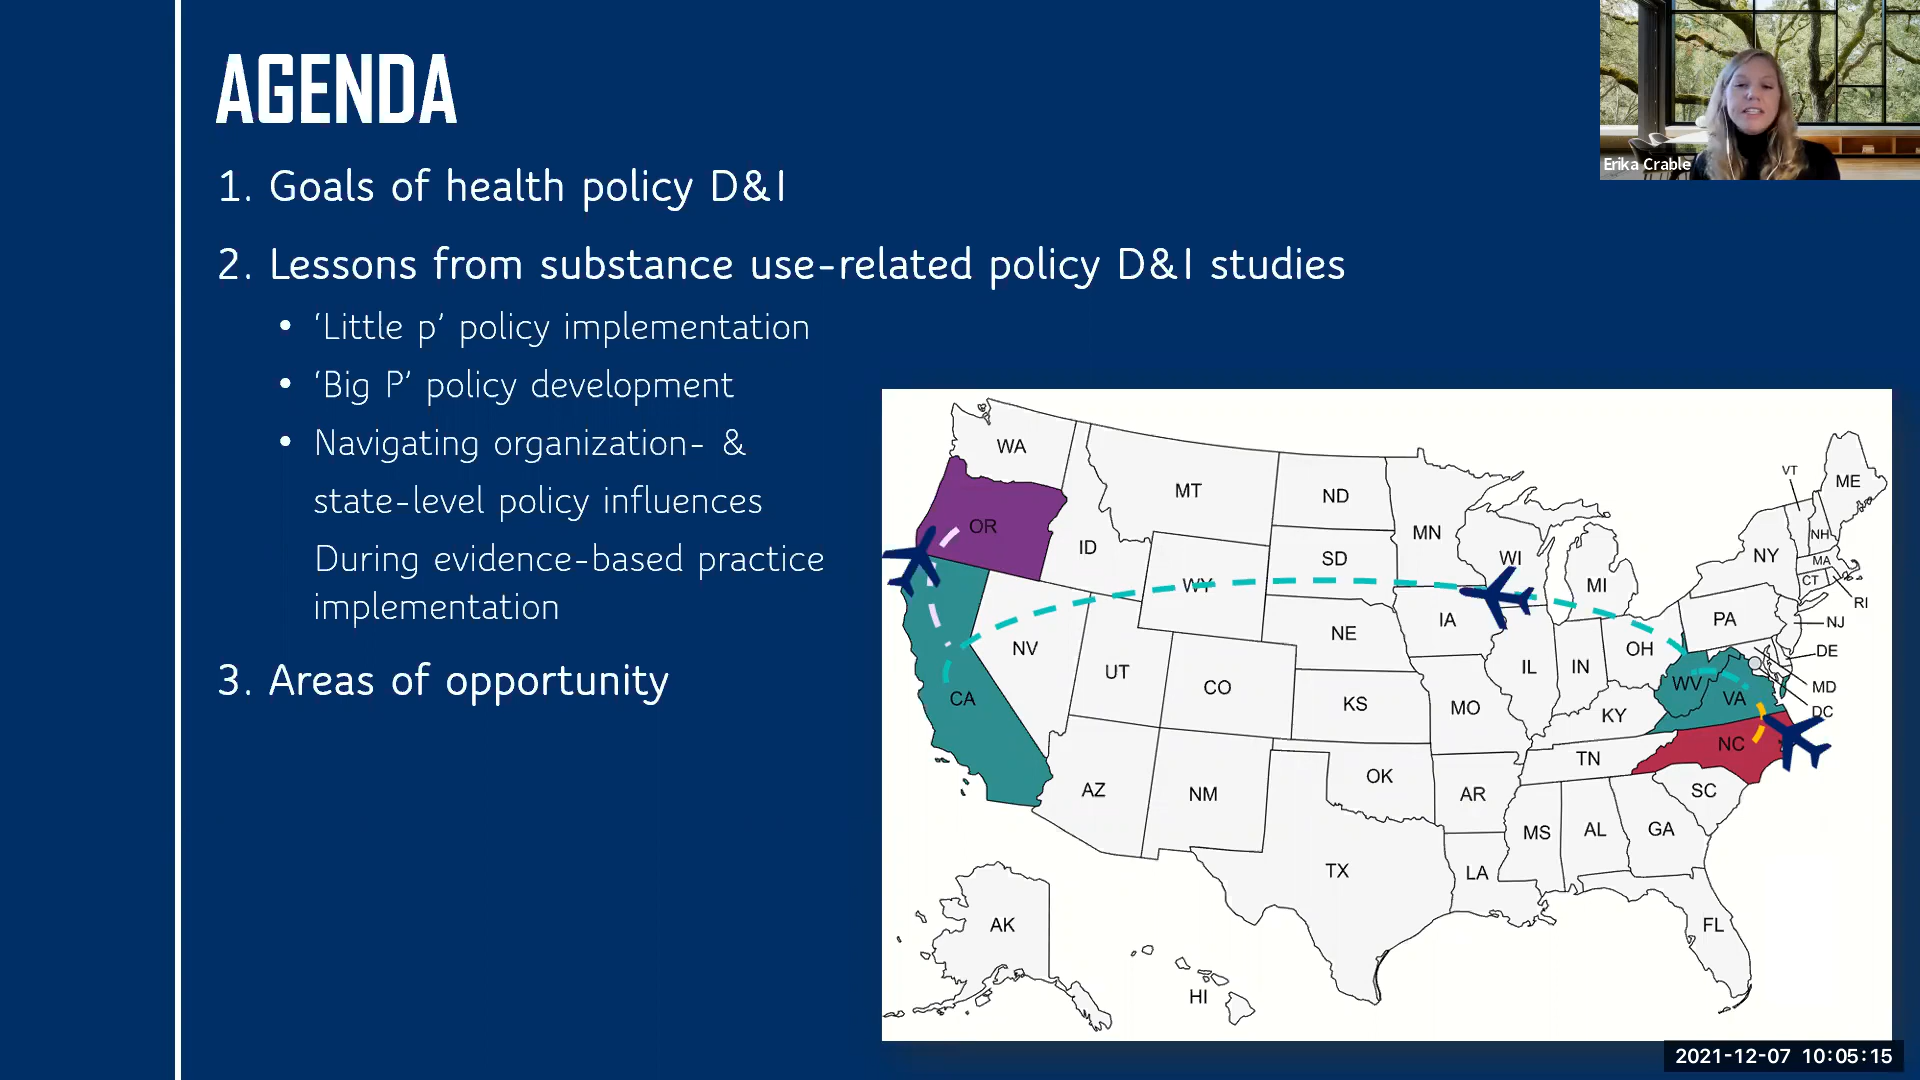 AGENDA
1. Goals of health policy D&I
2. Lessons from substance use-related policy D&I studies
• ‘Little p’ policy implementation
• ‘Big P’ policy development
• Navigating organization- &
state-level policy influences
During evidence-based practice
implementation
3. Areas of opportunity
Erika Crable
WA
MT
ND
MN
VT
ME
OR
ID
SD
WI
MI
NY
NH
MA
CT
RI
WY
IA
NE
PA
NJ
NV
UT
CO
IL
IN
OH
DE
MD
DC
CA
KS
MO
KY
WV
VA
NC
TN
AZ
NM
OK
AR
SC
MS
AL
GA
TX
LA
FL
AK
HI
2021-12-07 10:05:15